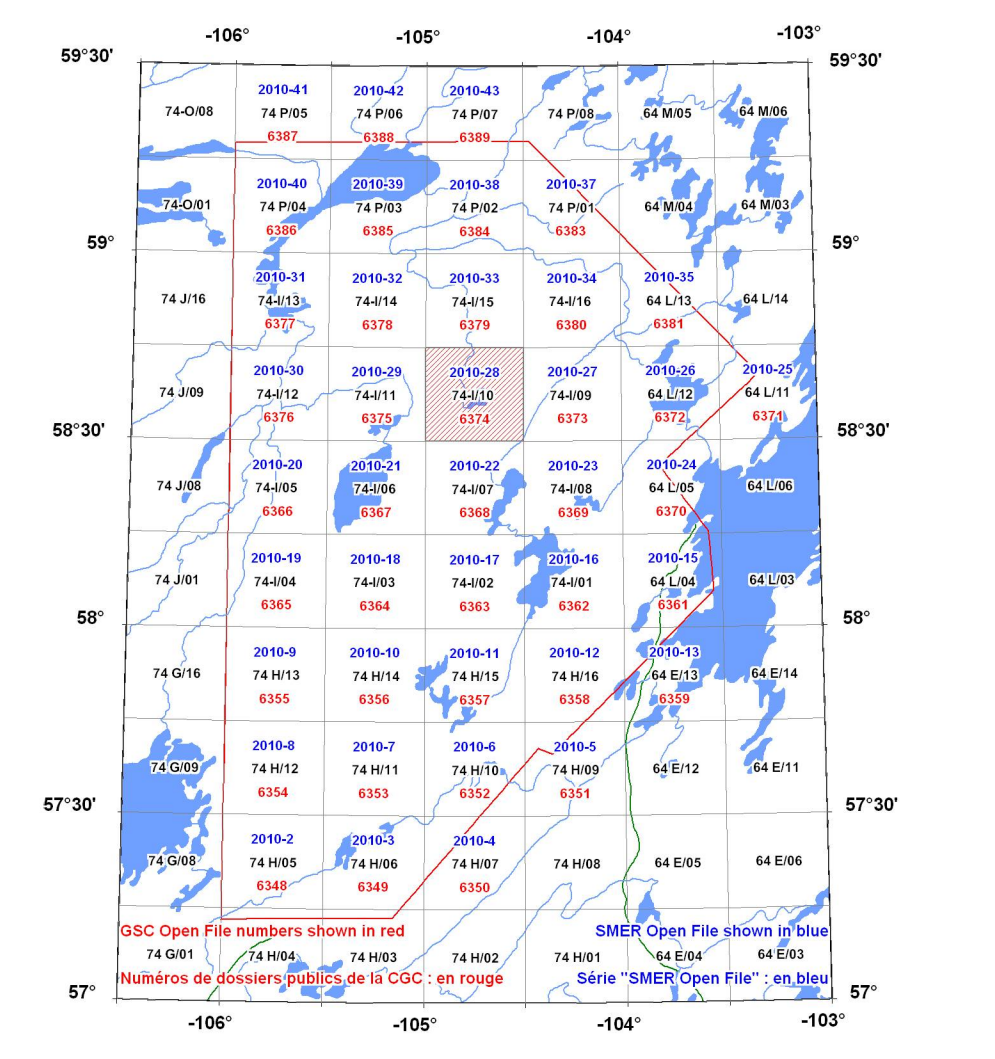 -106° -105° -104° -103°
59°30' 59°30'
2010-41 2010-42 2010-43
74-O/08 74 P/05 74 P/06 74 P/07 74 P/08 64 M/05 64 M/06
6387 6388 6389
2010-40 2010-39 2010-38 2010-37
74-O/01 74 P/04 74 P/03 74 P/02 74 P/01 64 M/04 64 M/03
6386 6385 6384 6383
59° 59°
2010-31 2010-32 2010-33 2010-34 2010-35
74 J/16 74-I/13 74-I/14 74-I/15 74-I/16 64 L/13 64 L/14
6377 6378 6379 6380 6381
2010-30 2010-29 2010-28 2010-27 2010-26 2010-25
74 J/09 74-I/12 74-I/11 74-I/10 74-I/09 64 L/12 64 L/11
6376 6375 6374 6373 6372 6371
58°30' 58°30'
2010-20 2010-21 2010-22 2010-23 2010-24
74 J/08 74-I/05 74-I/06 74-I/07 74-I/08 64 L/05 64 L/06
6366 6367 6368 6369 6370
2010-19 2010-18 2010-17 2010-16 2010-15
74 J/01 74-I/04 74-I/03 74-I/02 74-I/01 64 L/04 64 L/03
6365 6364 6363 6362 6361
58° 58°
2010-9 2010-10 2010-11 2010-12 2010-13
74 G/16 74 H/13 74 H/14 74 H/15 74 H/16 64 E/13 64 E/14
6355 6356 6357 6358 6359
2010-8 2010-7 2010-6 2010-5
74 G/09 74 H/12 74 H/11 74 H/10 74 H/09 64 E/12 64 E/11
6354 6353 6352 6351
57°30' 57°30'
2010-2 2010-3 2010-4
74 G/08 74 H/05 74 H/06 74 H/07 74 H/08 64 E/05 64 E/06
6348 6349 6350
GSC Open File numbers shown in red SMER Open File shown in blue
74 G/01 74 H/04 74 H/03 74 H/02 74 H/01 64 E/04 64 E/03
Numéros de dossiers publics de la CGC : en rouge Série "SMER Open File" : en bleu
57° 57°
-106° -105° -104° -103°